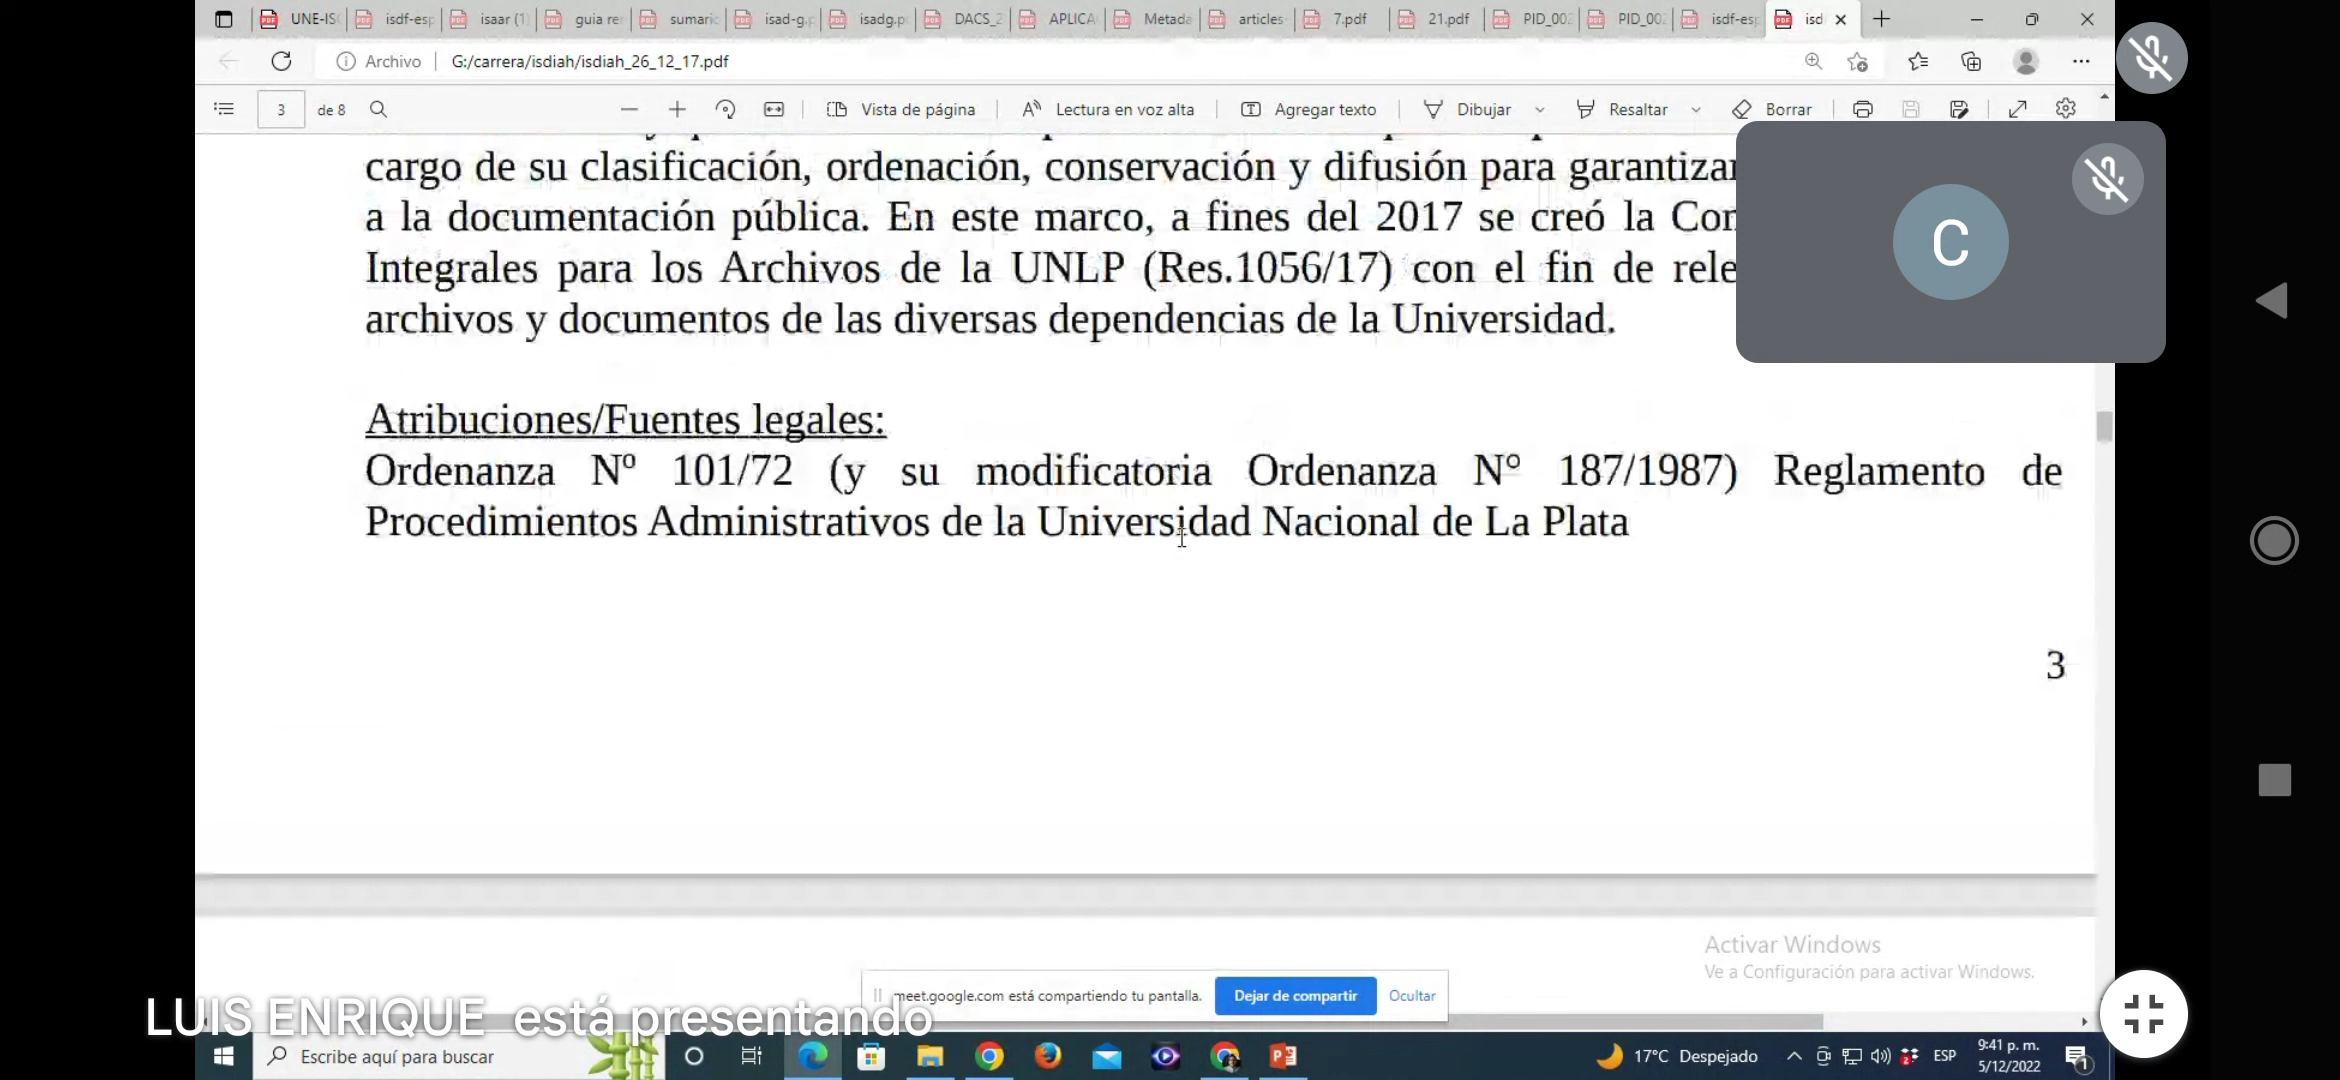 UNE-IS
isdf-esp
isaar (1)
guia re
sumaric
isad-g.p
isadg.p
DACS_2
APLICA
Metada
articles-
7.pdf
21.pdf
PID_002
PID_002
isdf-esp
isd
Archivo
G:/carrera/isdiah/isdiah_26_12_17.pdf
3 de 8
Vista de página
Lectura en voz alta
Agregar texto
Dibujar
Resaltar
Borrar
cargo de su clasificación, ordenación, conservación y difusión para garantizar
a la documentación pública. En este marco, a fines del 2017 se creó la Con
Integrales para los Archivos de la UNLP (Res.1056/17) con el fin de rele
archivos y documentos de las diversas dependencias de la Universidad.
C
Atribuciones/Fuentes legales:
Ordenanza Nº 101/72 (y su modificatoria Ordenanza Nº 187/1987) Reglamento de
Procedimientos Administrativos de la Universidad Nacional de La Plata
3
Activar Windows
Ve a Configuración para activar Windows.
meet.google.com está compartiendo tu pantalla.
Dejar de compartir
Ocultar
LUIS ENRIQUE está presentando
Escribe aquí para buscar
17°C Despejado
ESP
9:41 p. m.
5/12/2022
1